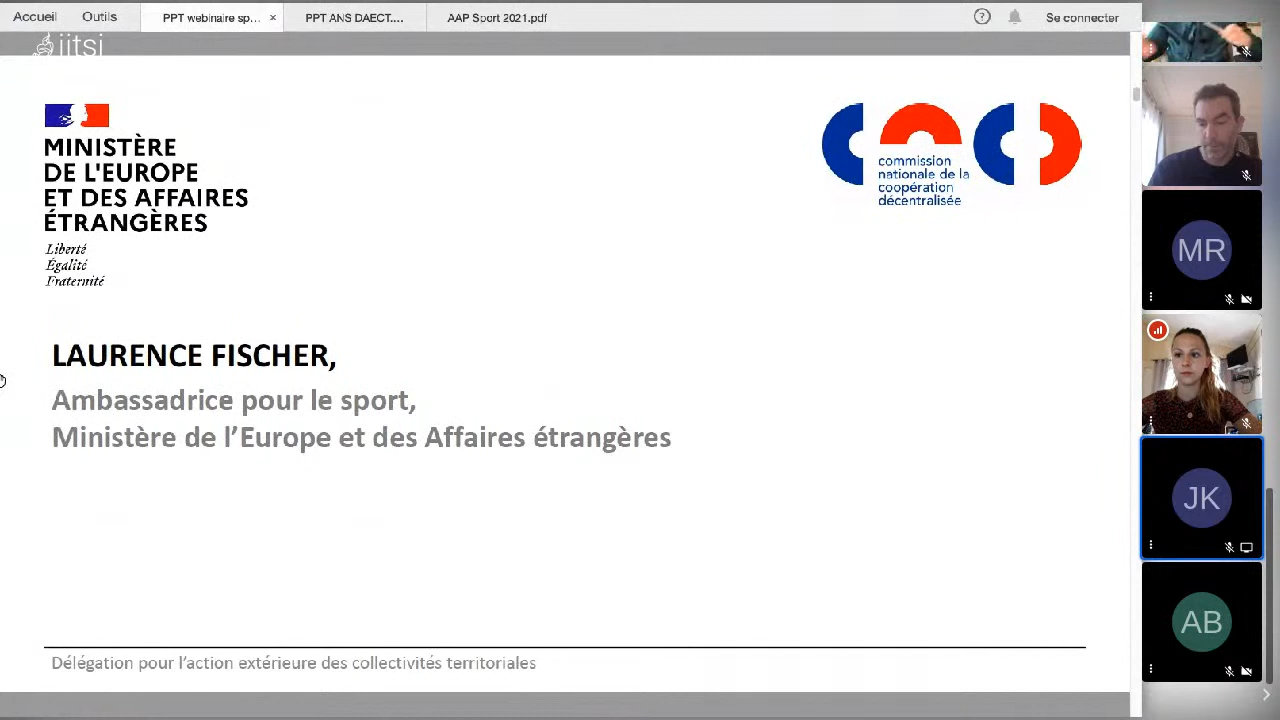 Accueil
Outils
PPT webinaire sp... ×
PPT ANS DAECT....
AAP Sport 2021.pdf
?
Se connecter
iitsi
MINISTÈRE
DE L'EUROPE
ET DES AFFAIRES
ÉTRANGÈRES
Liberté
Égalité
Fraternité
commission
nationale de la
coopération
décentralisée
LAURENCE FISCHER,
Ambassadrice pour le sport,
Ministère de l’Europe et des Affaires étrangères
Délégation pour l’action extérieure des collectivités territoriales
MR
JK
AB